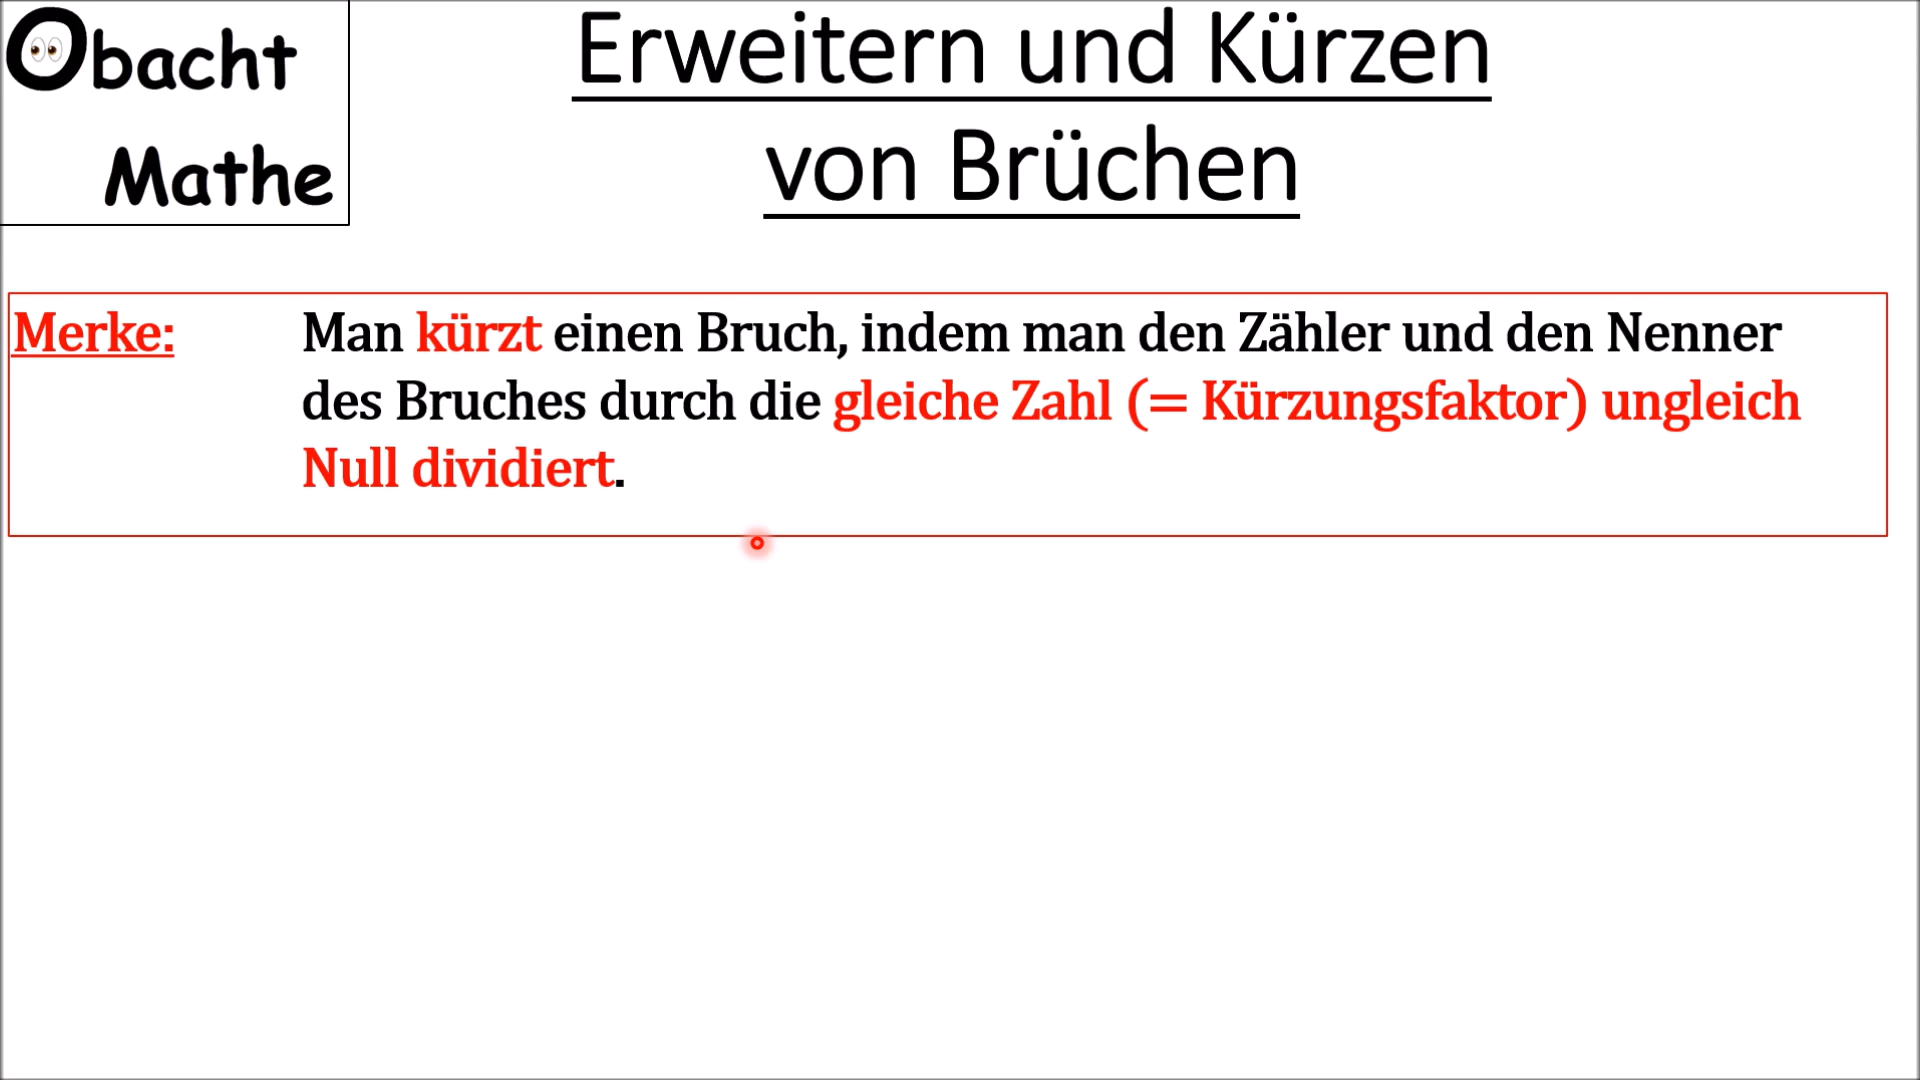 Obacht
Mathe
Erweitern und Kürzen
von Brüchen
Merke: Man kürzt einen Bruch, indem man den Zähler und den Nenner
des Bruches durch die gleiche Zahl (= Kürzungsfaktor) ungleich
Null dividiert.